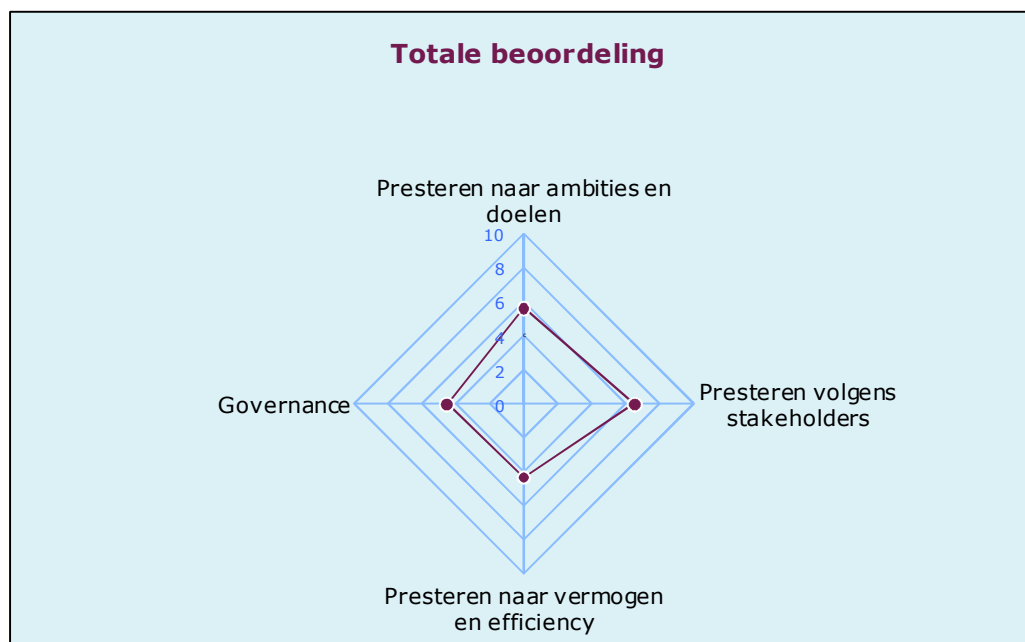 Totale beoordeling
Presteren naar ambities en
doelen
10
8
6
4
2
0
Governance
Presteren volgens
stakeholders
Presteren naar vermogen
en efficiency